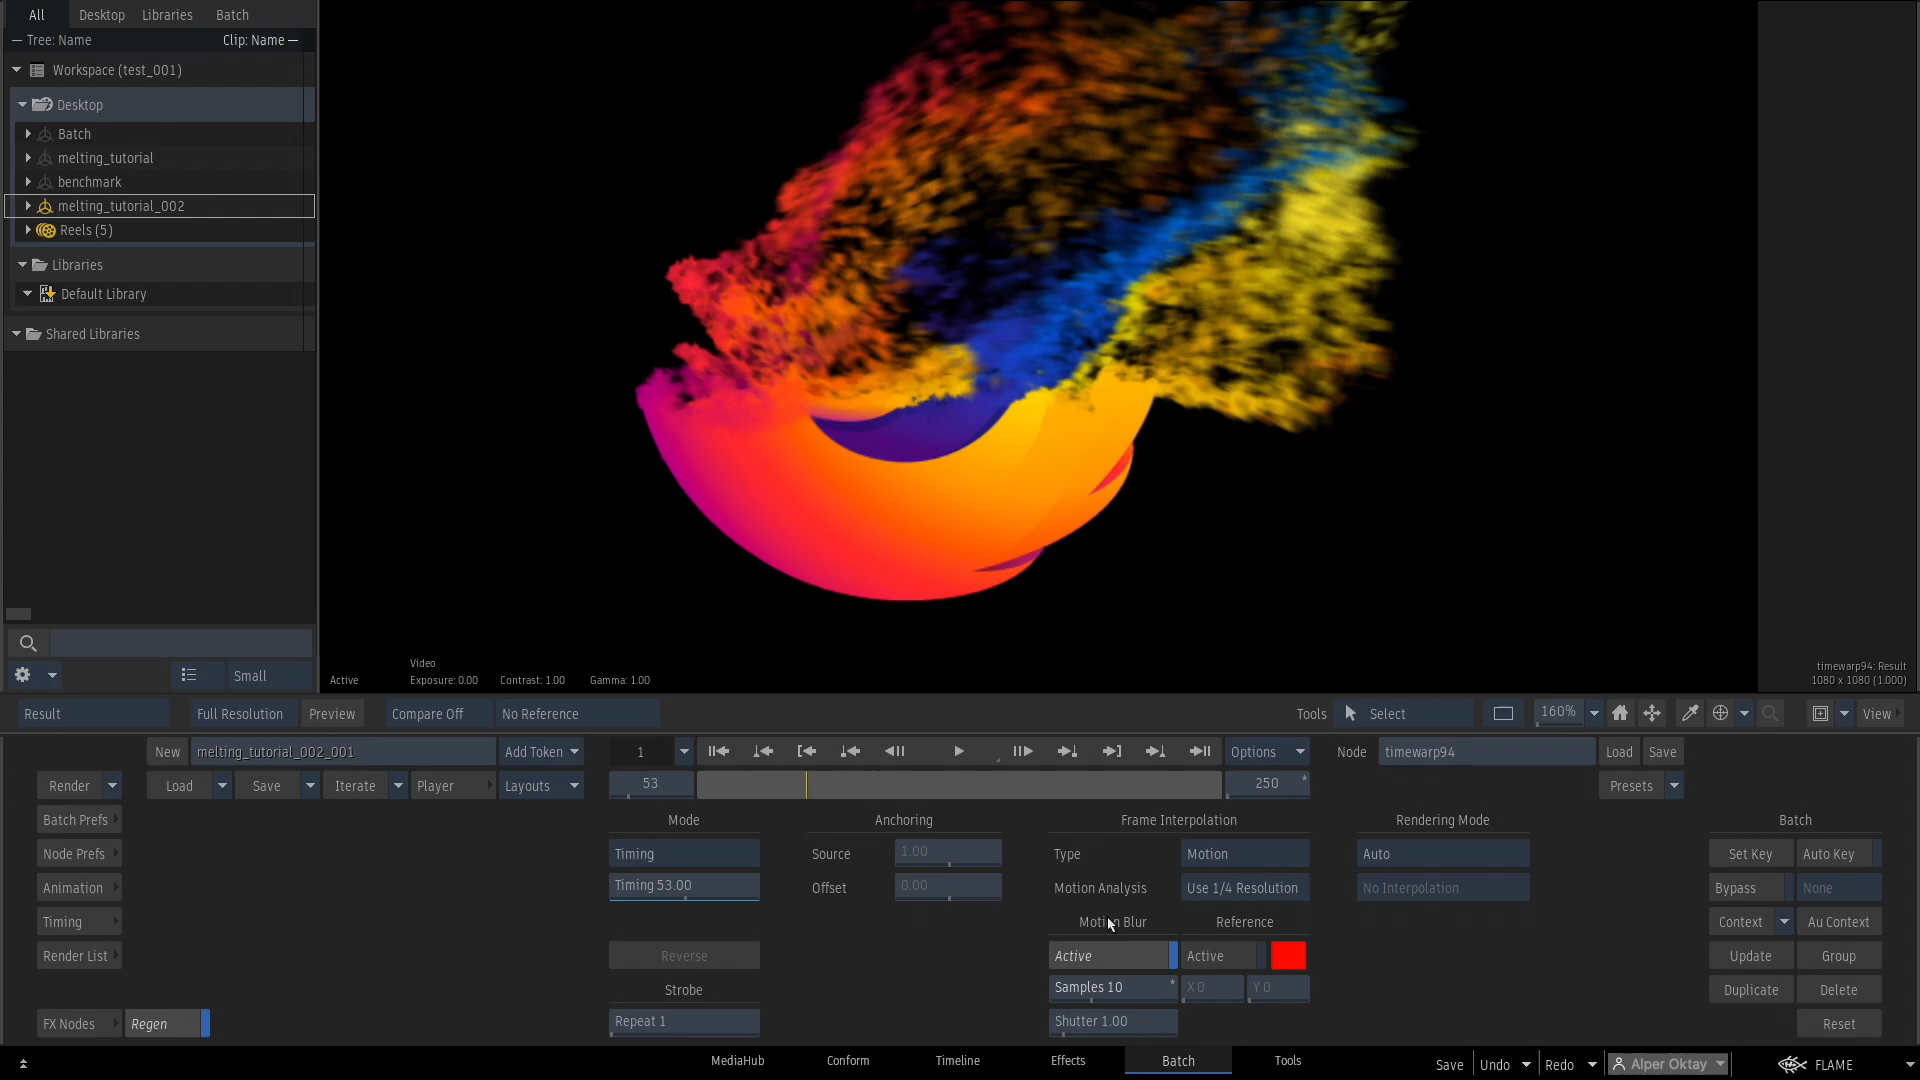 All Desktop Libraries Batch
Tree: Name Clip: Name
Workspace (test_001)
Desktop
Batch
melting_tutorial
benchmark
melting_tutorial_002
Reels (5)
Libraries
Default Library
Shared Libraries
Small
Video
Active Exposure: 0.00 Contrast: 1.00 Gamma: 1.00
timewarp94: Result
1080 x 1080 (1.000)
Result Full Resolution Preview Compare Off No Reference Tools Select 160% View
New melting_tutorial_002_001 Add Token 1 Options Node timewarp94 Load Save
Render Load Save Iterate Player Layouts 53 250 * Presets
Batch Prefs Mode Anchoring Frame Interpolation Rendering Mode Batch
Node Prefs Timing Source 1.00 Type Motion Auto Set Key Auto Key
Animation Timing 53.00 Offset 0.00 Motion Analysis Use 1/4 Resolution No Interpolation Bypass None
Timing Motion Blur Reference Context Au Context
Render List Reverse Active Active Update Group
Strobe Samples 10 * X 0 Y 0 Duplicate Delete
FX Nodes Regen Repeat 1 Shutter 1.00 Reset
MediaHub Conform Timeline Effects Batch Tools Save Undo Redo Alper Oktay FLAME